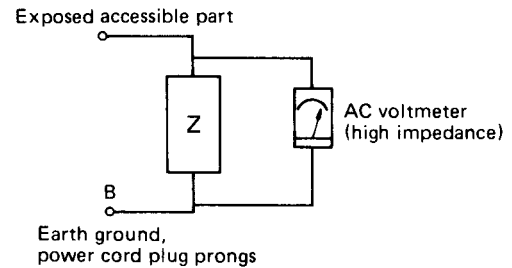 Exposed accessible part
Z
AC voltmeter
(high impedance)
B
Earth ground,
power cord plug prongs